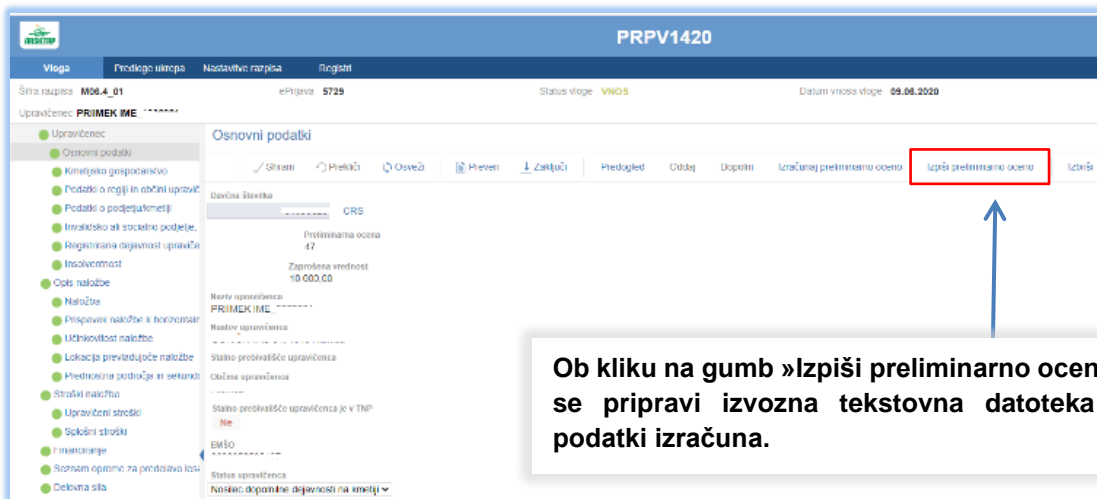 PRPV1420
Vloga Predloge ukrepa Nastavitve razpisa Registri
Šifra razpisa M06.4_01 ePrijava 5729 Status vloge VNOS Datum vnosa vloge 09.06.2020
Upravičenec PRIIMEK IME
Upravičenec
Osnovni podatki
Kmetijsko gospodarstvo
Podatki o regiji in občini upravič
Podatki o podjetju/kmetiji
Invalidsko ali socialno podjetje,
Registrirana dejavnost upraviče
Insolventnost
Opis naložbe
Naložba
Prispevek naložbe k horizontaln
Učinkovitost naložbe
Lokacija prevladujoče naložbe
Prednostna področja in sekunda
Stroški naložbe
Upravičeni stroški
Splošni stroški
Financiranje
Seznam opreme za predelavo lesa
Delovna sila
Osnovni podatki
Shrani Prekliči Osveži Preveri Zaključi Predogled Oddaj Dopolni Izračunaj preliminarno oceno Izpiši preliminarno oceno Izbriši
Davčna številka
CRS
Preliminarna ocena
47
Zaprošena vrednost
10.000,00
Naziv upravičenca
PRIIMEK IME
Naslov upravičenca
Stalno prebivališče upravičenca
Občina upravičenca
Stalno prebivališče upravičenca je v TNP
Ne
EMŠO
Status upravičenca
Nosilec dopolnilne dejavnosti na kmetiji
Ob kliku na gumb »Izpiši preliminarno ocen
se pripravi izvozna tekstovna datoteka
podatki izračuna.